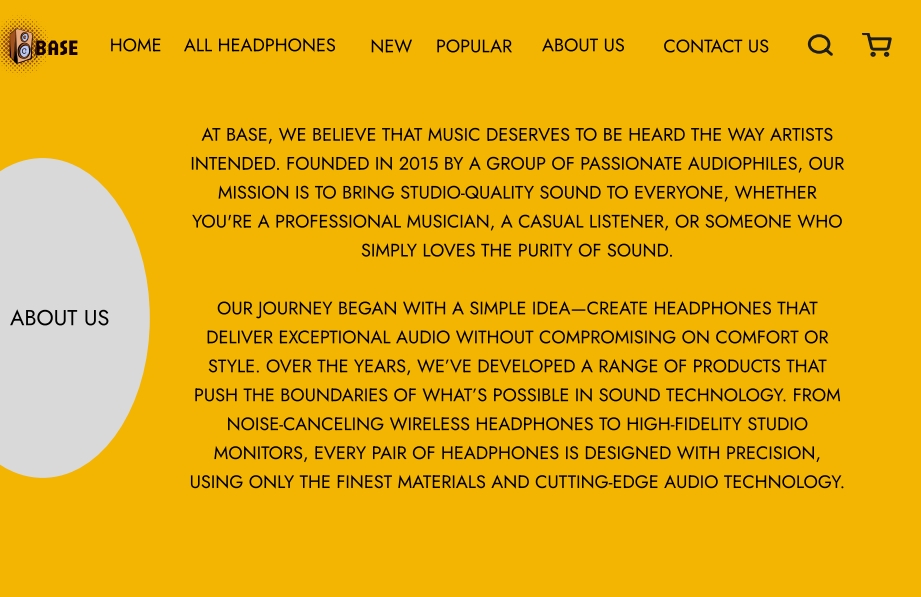 BASE
HOME
ALL HEADPHONES
NEW
POPULAR
ABOUT US
CONTACT US
AT BASE, WE BELIEVE THAT MUSIC DESERVES TO BE HEARD THE WAY ARTISTS
INTENDED. FOUNDED IN 2015 BY A GROUP OF PASSIONATE AUDIOPHILES, OUR
MISSION IS TO BRING STUDIO-QUALITY SOUND TO EVERYONE, WHETHER
YOU'RE A PROFESSIONAL MUSICIAN, A CASUAL LISTENER, OR SOMEONE WHO
SIMPLY LOVES THE PURITY OF SOUND.
ABOUT US
OUR JOURNEY BEGAN WITH A SIMPLE IDEA—CREATE HEADPHONES THAT
DELIVER EXCEPTIONAL AUDIO WITHOUT COMPROMISING ON COMFORT OR
STYLE. OVER THE YEARS, WE’VE DEVELOPED A RANGE OF PRODUCTS THAT
PUSH THE BOUNDARIES OF WHAT’S POSSIBLE IN SOUND TECHNOLOGY. FROM
NOISE-CANCELING WIRELESS HEADPHONES TO HIGH-FIDELITY STUDIO
MONITORS, EVERY PAIR OF HEADPHONES IS DESIGNED WITH PRECISION,
USING ONLY THE FINEST MATERIALS AND CUTTING-EDGE AUDIO TECHNOLOGY.